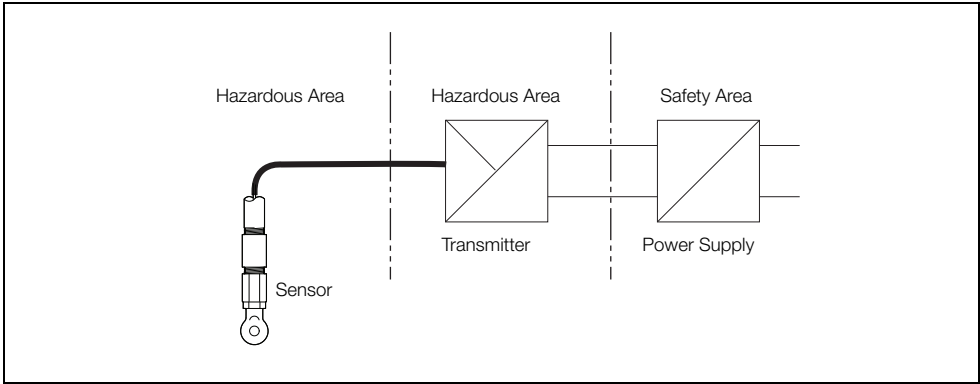 Hazardous Area
Hazardous Area
Safety Area
Transmitter
Power Supply
Sensor